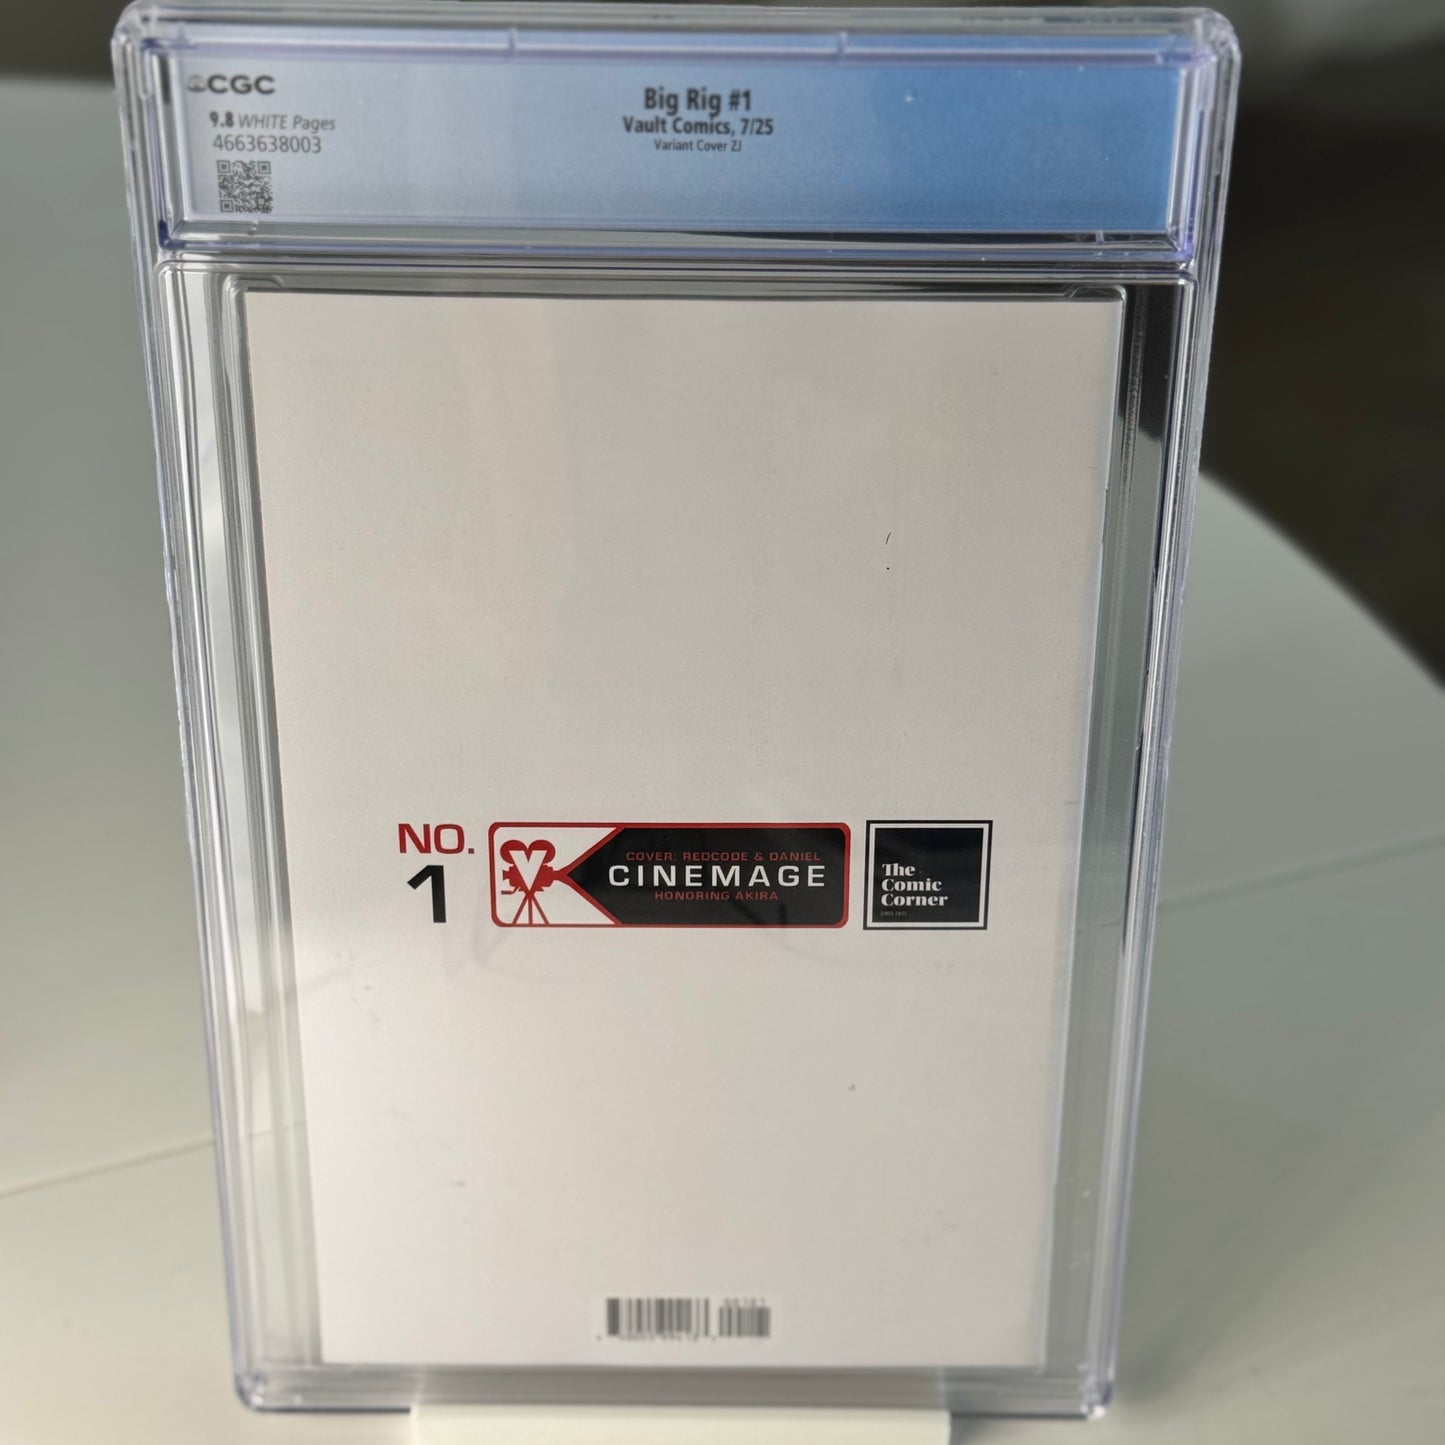 CGC
9.8 WHITE Pages
4663638003
Big Rig #1
Vault Comics, 7/25
Variant Cover ZJ
NO.
1
COVER: REDCODE & DANIEL
CINEMAGE
HONORING AKIRA
The
Comic
Corner